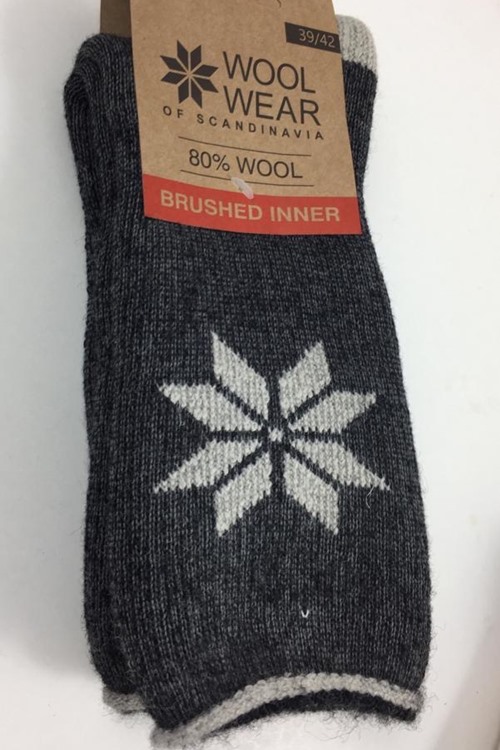 39/42
WOOL
WEAR
OF SCANDINAVIA
80% WOOL
BRUSHED INNER